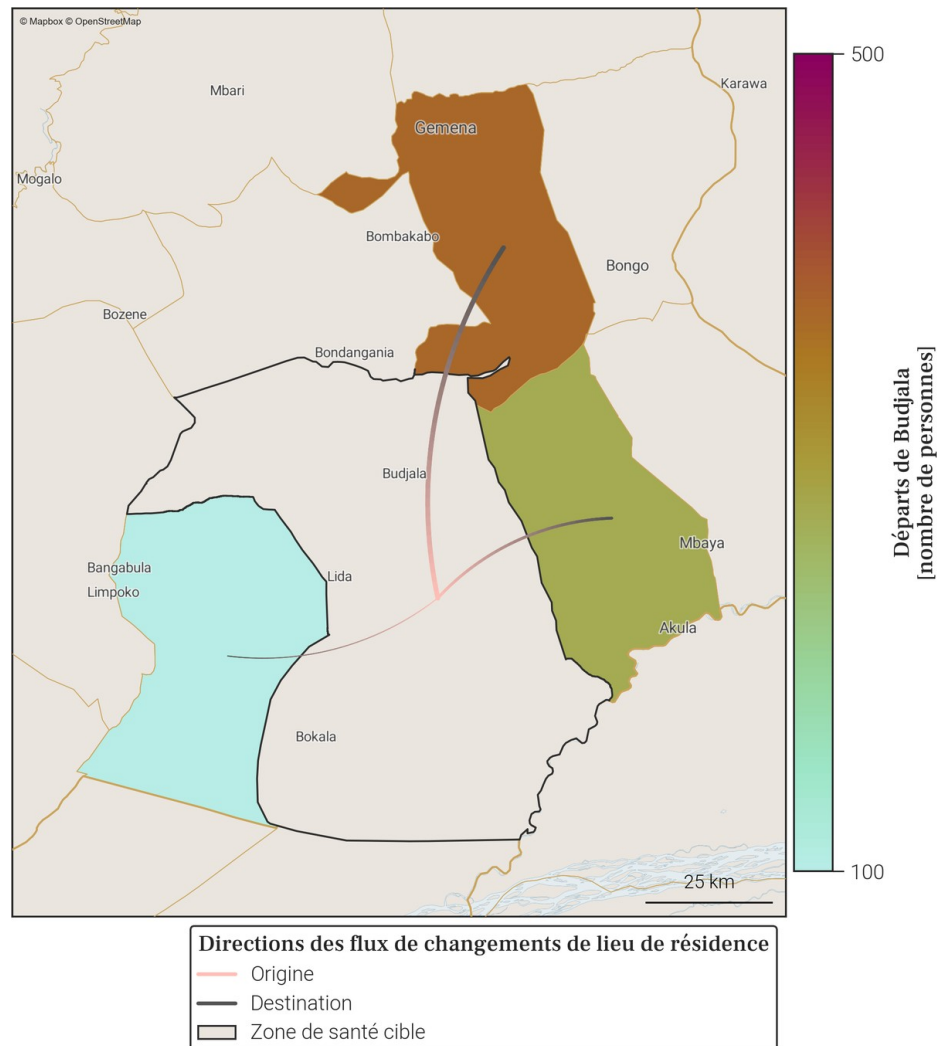 © Mapbox © OpenStreetMap
Karawa
Mbari
Gemena
Mogalo
Bombakabo
Bongo
Bozene
Bondangania
Budjala
Mbaya
Bangabula
Lida
Limpoko
Akula
Bokala
25 km
500
100
Départs de Budjala
[nombre de personnes]
Directions des flux de changements de lieu de résidence
Origine
Destination
Zone de santé cible